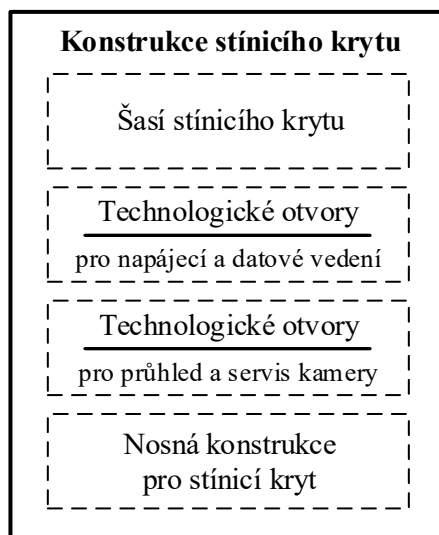 Konstrukce stínicího krytu
Šasí stínicího krytu
Technologické otvory
pro napájecí a datové vedení
Technologické otvory
pro průhled a servis kamery
Nosná konstrukce
pro stínicí kryt